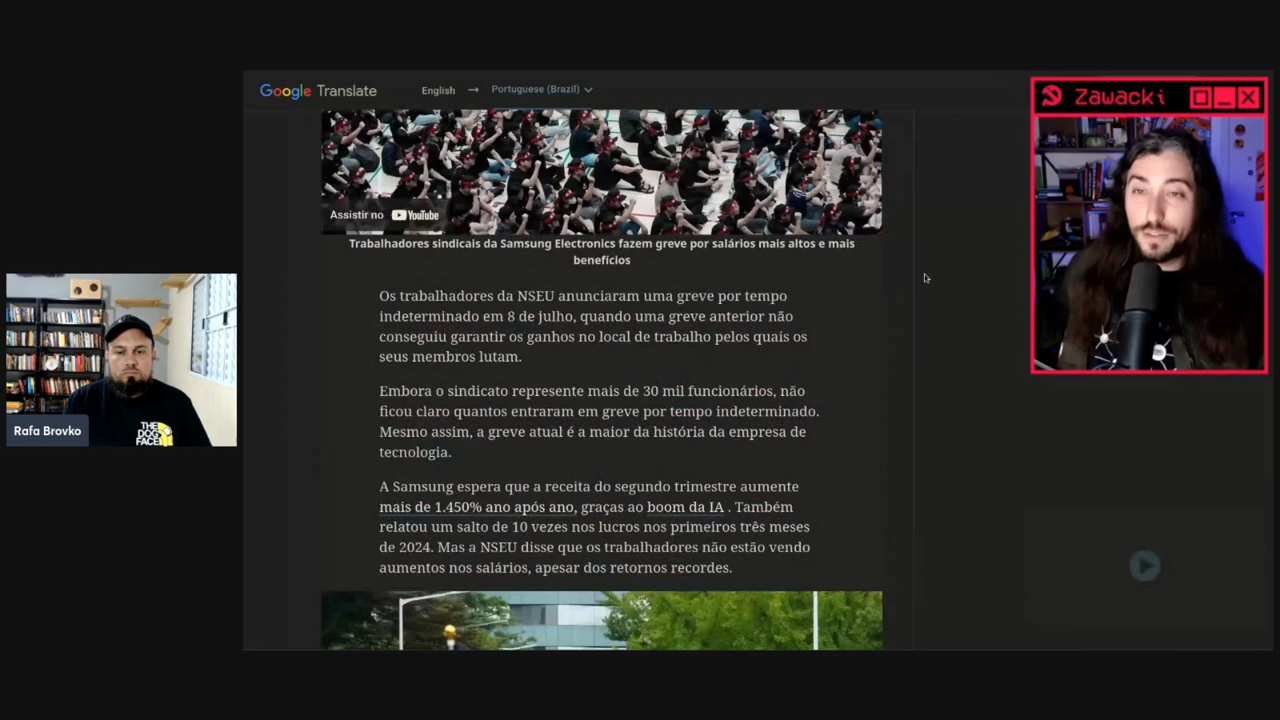 Google Translate
English → Portuguese (Brazil)
Zawacki
Assistir no YouTube
Trabalhadores sindicais da Samsung Electronics fazem greve por salários mais altos e mais
benefícios
Os trabalhadores da NSEU anunciaram uma greve por tempo
indeterminado em 8 de julho, quando uma greve anterior não
conseguiu garantir os ganhos no local de trabalho pelos quais os
seus membros lutam.
Embora o sindicato represente mais de 30 mil funcionários, não
ficou claro quantos entraram em greve por tempo indeterminado.
Mesmo assim, a greve atual é a maior da história da empresa de
tecnologia.
A Samsung espera que a receita do segundo trimestre aumente
mais de 1.450% ano após ano, graças ao boom da IA . Também
relatou um salto de 10 vezes nos lucros nos primeiros três meses
de 2024. Mas a NSEU disse que os trabalhadores não estão vendo
aumentos nos salários, apesar dos retornos recordes.
THE
DOG
FACE
Rafa Brovko